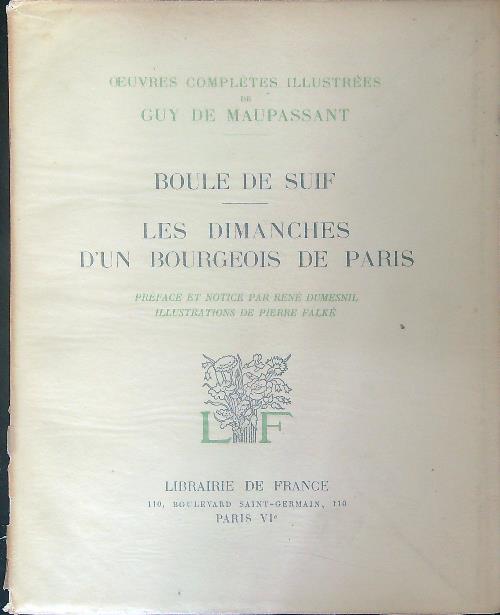 ŒUVRES COMPLÈTES ILLUSTRÉES
DE
GUY DE MAUPASSANT
BOULE DE SUIF
LES DIMANCHES
D'UN BOURGEOIS DE PARIS
PRÉFACE ET NOTICE PAR RENÉ DUMESNIL
ILLUSTRATIONS DE PIERRE FALKÉ
L F
LIBRAIRIE DE FRANCE
110, BOULEVARD SAINT-GERMAIN, 110
PARIS VIe